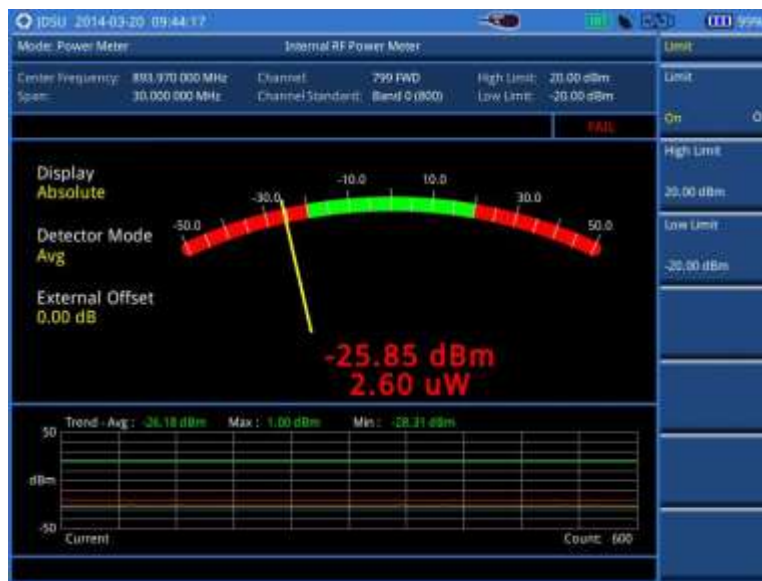 JDSU 2014-03-20 09:44:17
99%
Mode: Power Meter
Internal RF Power Meter
Limit
Center Frequency: 893.970 000 MHz
Channel: 799 FWD
High Limit: 20.00 dBm
Span: 30.000 000 MHz
Channel Standard: Band 0 (800)
Low Limit: -20.00 dBm
FAIL
Limit
On
High Limit
20.00 dBm
Low Limit
-20.00 dBm
Display
Absolute
Detector Mode
Avg
External Offset
0.00 dB
-50.0
-30.0
-10.0
10.0
30.0
50.0
-25.85 dBm
2.60 uW
Trend - Avg : -26.18 dBm Max : 1.00 dBm Min : -28.31 dBm
50
dBm
-50
Current
Count: 600